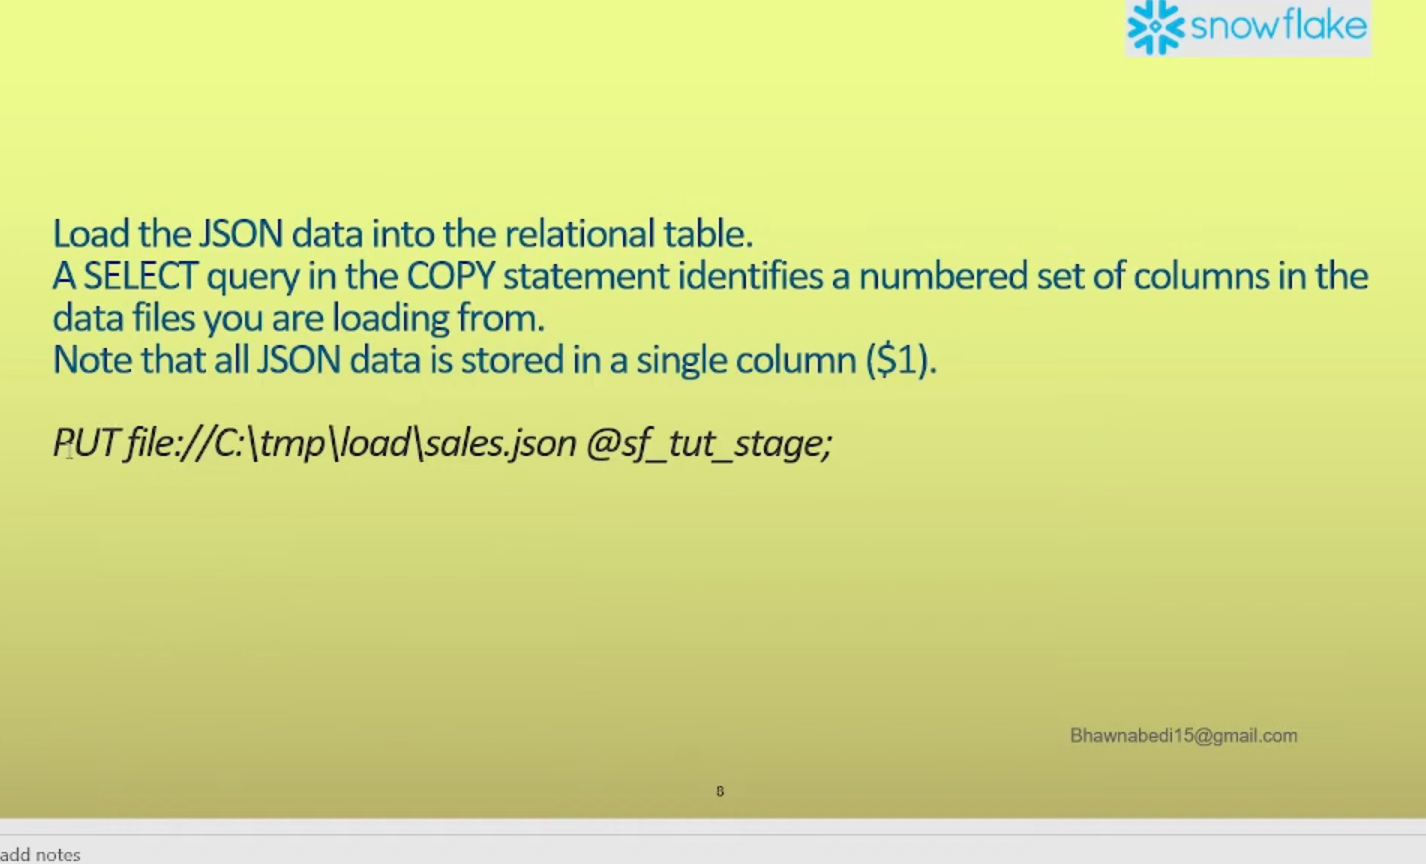 snowflake
Load the JSON data into the relational table.
A SELECT query in the COPY statement identifies a numbered set of columns in the
data files you are loading from.
Note that all JSON data is stored in a single column ($1).
PUT file://C:\tmp\load\sales.json @sf_tut_stage;
Bhawnabedi15@gmail.com
8
add notes